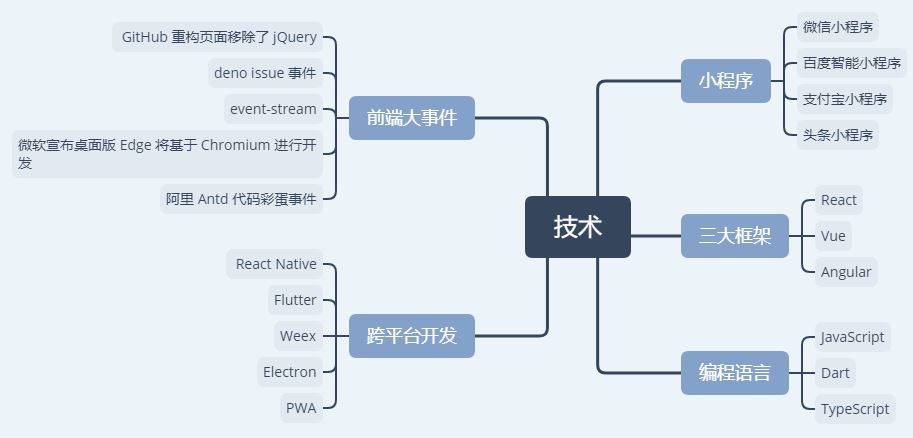 技术
前端大事件
GitHub 重构页面移除了 jQuery
deno issue 事件
event-stream
微软宣布桌面版 Edge 将基于 Chromium 进行开
发
阿里 Antd 代码彩蛋事件
跨平台开发
React Native
Flutter
Weex
Electron
PWA
小程序
微信小程序
百度智能小程序
支付宝小程序
头条小程序
三大框架
React
Vue
Angular
编程语言
JavaScript
Dart
TypeScript